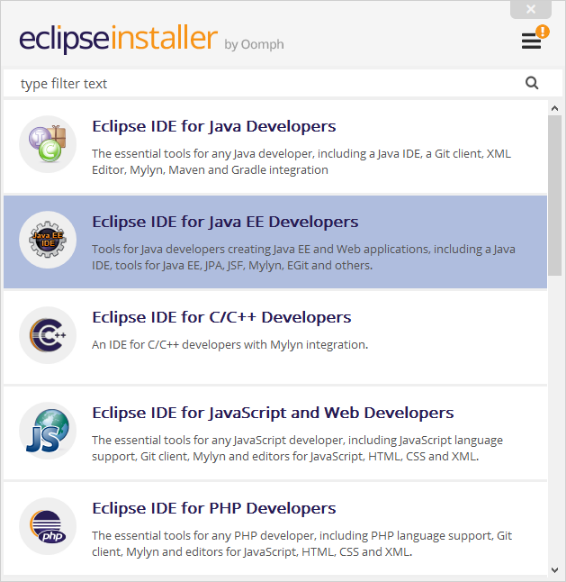 eclipseinstaller by Oomph
!
type filter text
Eclipse IDE for Java Developers
The essential tools for any Java developer, including a Java IDE, a Git client, XML
Editor, Mylyn, Maven and Gradle integration
Java EE
IDE
Eclipse IDE for Java EE Developers
Tools for Java developers creating Java EE and Web applications, including a Java
IDE, tools for Java EE, JPA, JSF, Mylyn, EGit and others.
C++
Eclipse IDE for C/C++ Developers
An IDE for C/C++ developers with Mylyn integration.
JS
Eclipse IDE for JavaScript and Web Developers
The essential tools for any JavaScript developer, including JavaScript language
support, Git client, Mylyn and editors for JavaScript, HTML, CSS and XML.
php
Eclipse IDE for PHP Developers
The essential tools for any PHP developer, including PHP language support, Git
client, Mylyn and editors for JavaScript, HTML, CSS and XML.